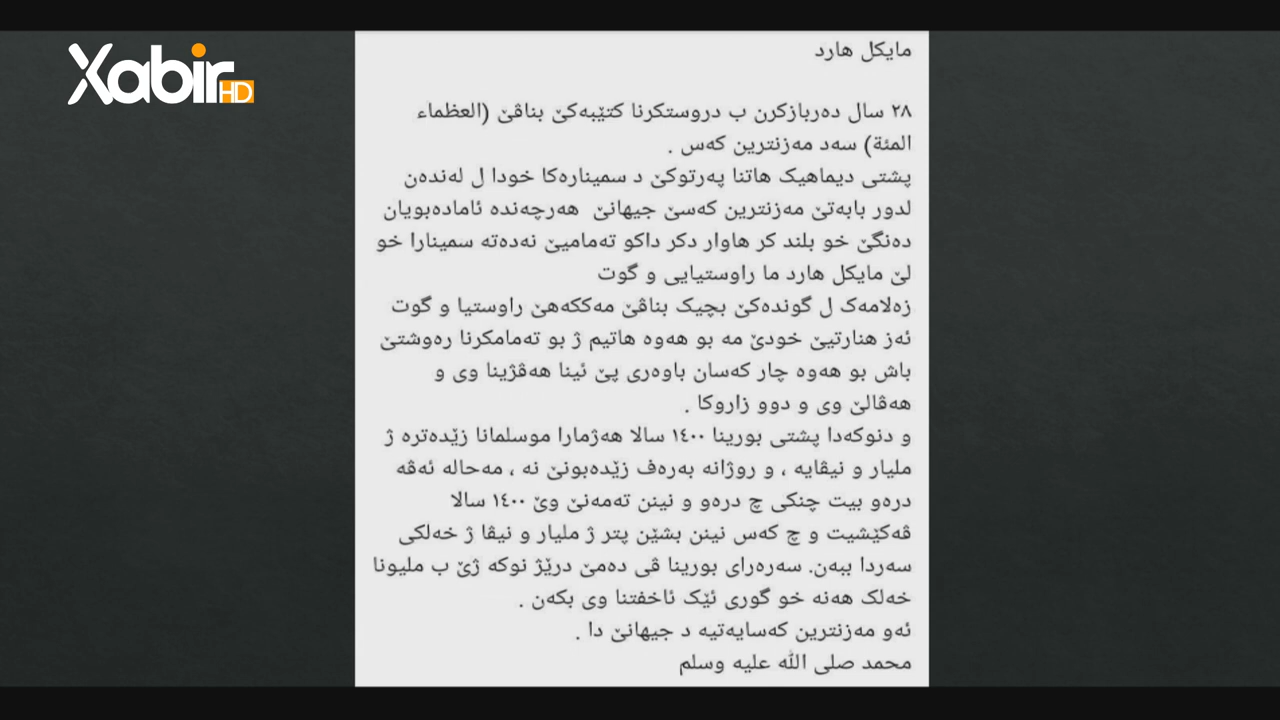 Xabir HD
مایکل هارد
٢٨ سال دەربازکرن ب دروستکرنا کتێبەکێ بناڤێ (العظماء
المئة) سەد مەزنترین کەس .
پشتی دیماهیک هاتنا پەرتوکێ د سمینارەکا خودا ل لەندەن
لدور بابەتێ مەزنترین کەسێ جیهانێ هەرچەندە ئامادەبویان
دەنگێ خو بلند کر هاوار دکر داکو تەمامیێ نەدەتە سمینارا خو
لێ مایکل هارد ما راوستیایی و گوت
زەلامەک ل گوندەکێ بچیک بناڤێ مەککەهێ راوستیا و گوت
ئەز هنارتیێ خودێ مە بو هەوە هاتیم ژ بو تەمامکرنا رەوشتێ
باش بو هەوە چار کەسان باوەری پێ ئینا هەڤژینا وی و
هەڤالێ وی و دوو زاروکا .
و دنوکەدا پشتی بورینا ١٤٠٠ سالا هەژمارا موسلمانا زێدەترە ژ
ملیار و نیڤایە ، و روژانە بەرەف زێدەبونێ نە ، مەحالە ئەڤە
درەو بیت چنکی چ درەو و نینن تەمەنێ وێ ١٤٠٠ سالا
ڤەکێشیت و چ کەس نینن بشێن پتر ژ ملیار و نیڤا ژ خەلکی
سەردا ببەن. سەرەرای بورینا ڤی دەمێ درێژ نوکە ژێ ب ملیونا
خەلک هەنە خو گوری ئێک ئاخفتنا وی بکەن .
ئەو مەزنترین کەسایەتیە د جیهانێ دا .
محمد صلی اللە علیە وسلم